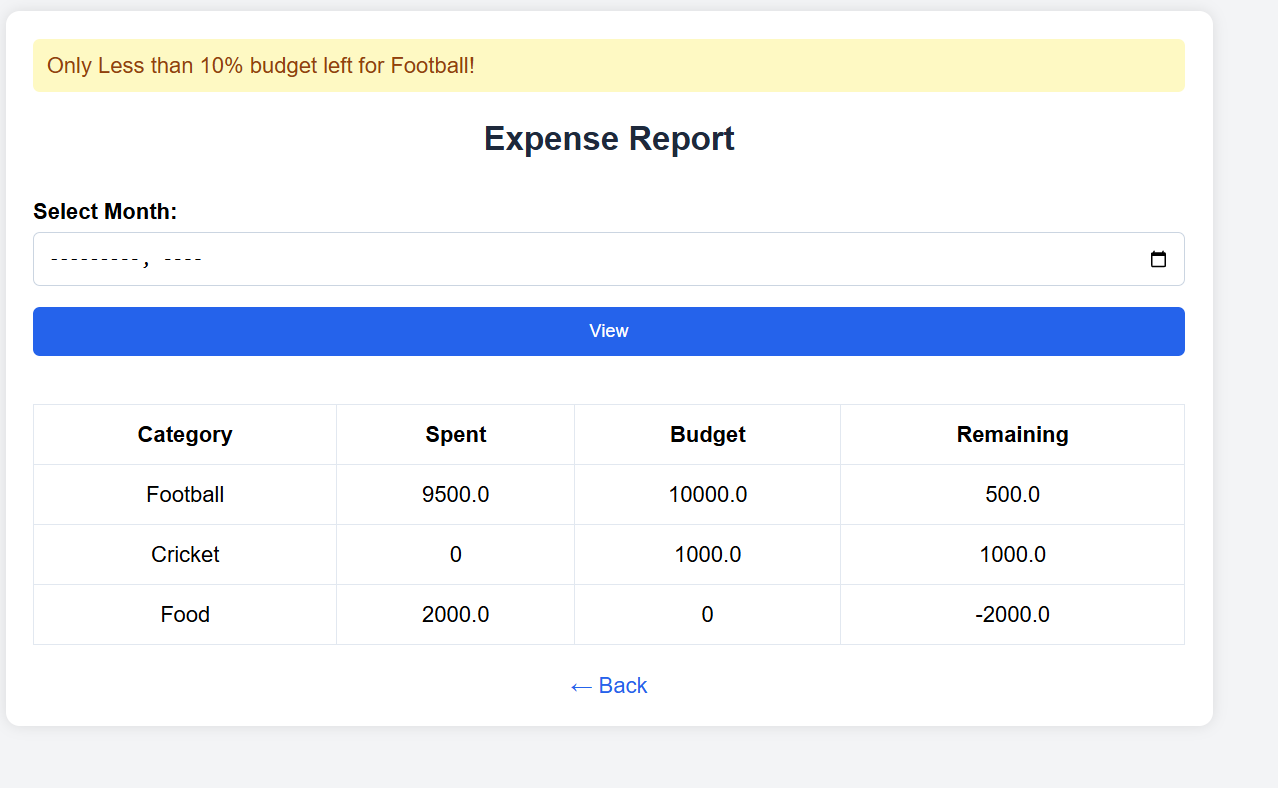 Only Less than 10% budget left for Football!
Expense Report
Select Month:
---------, ----
View
Category Spent Budget Remaining
Football 9500.0 10000.0 500.0
Cricket 0 1000.0 1000.0
Food 2000.0 0 -2000.0
← Back